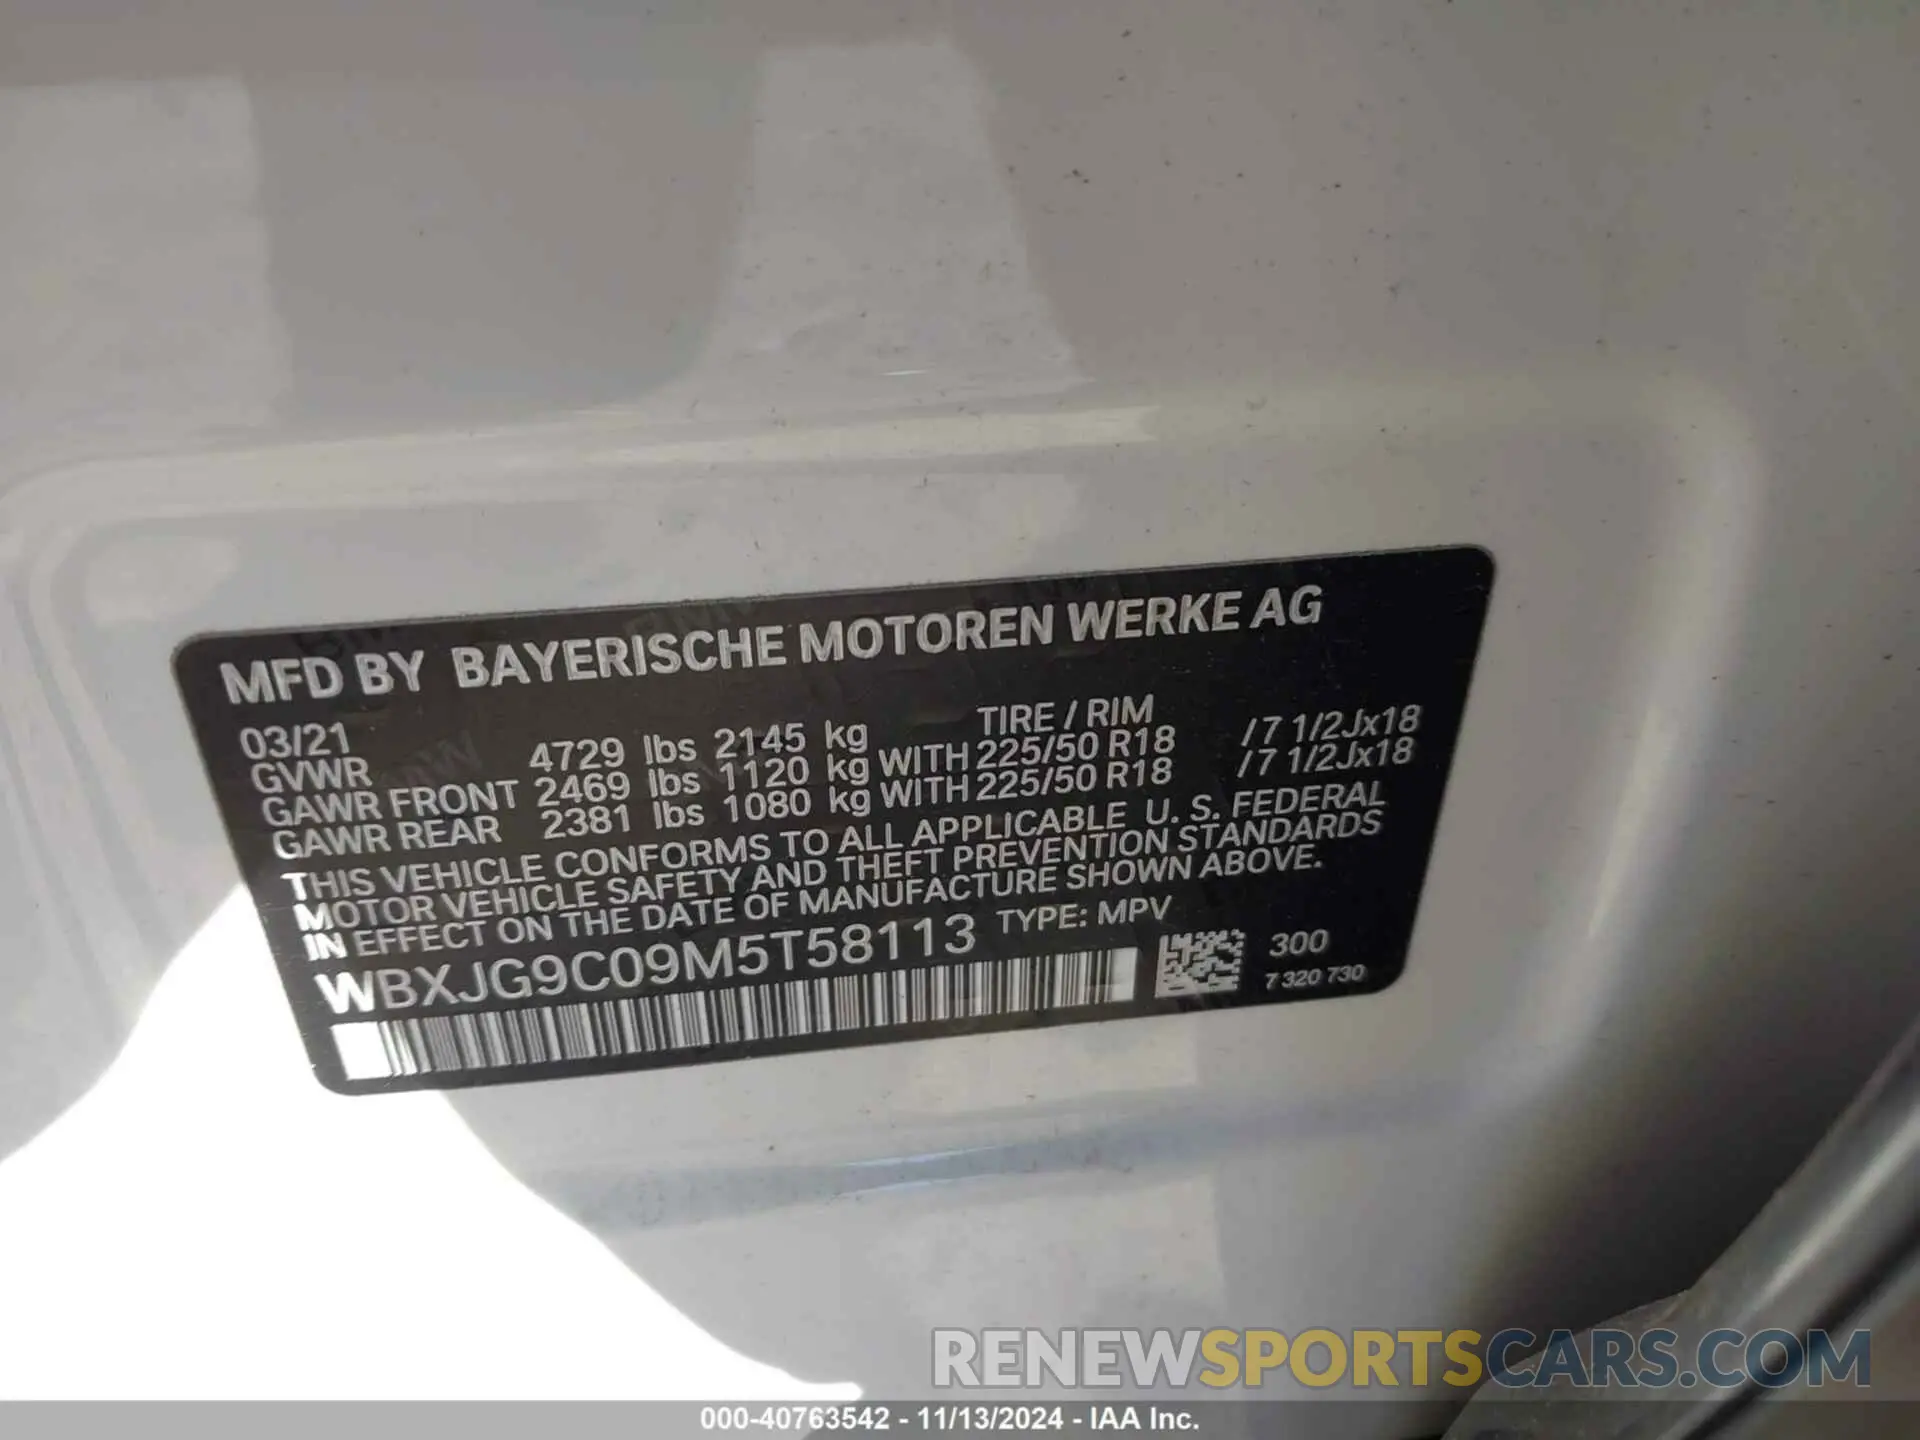 MFD BY BAYERISCHE MOTOREN WERKE AG
03/21 TIRE / RIM
GVWR 4729 lbs 2145 kg
GAWR FRONT 2469 lbs 1120 kg WITH 225/50 R18 /7 1/2Jx18
GAWR REAR 2381 lbs 1080 kg WITH 225/50 R18 /7 1/2Jx18
THIS VEHICLE CONFORMS TO ALL APPLICABLE U. S. FEDERAL
MOTOR VEHICLE SAFETY AND THEFT PREVENTION STANDARDS
IN EFFECT ON THE DATE OF MANUFACTURE SHOWN ABOVE.
WBXJG9C09M5T58113 TYPE: MPV
300
7 320 730
RENEWSPORTSCARS.COM
000-40763542 - 11/13/2024 - IAA Inc.